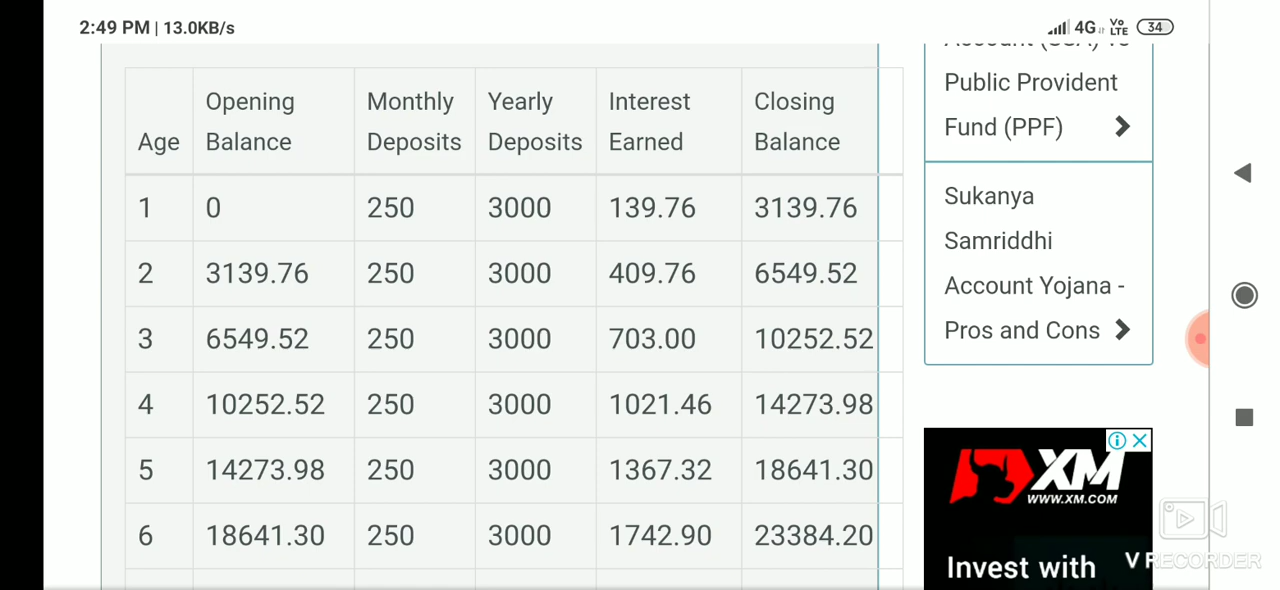 2:49 PM | 13.0KB/s
4G Vo LTE 34
Opening Monthly Yearly Interest Closing
Age Balance Deposits Deposits Earned Balance
1 0 250 3000 139.76 3139.76
2 3139.76 250 3000 409.76 6549.52
3 6549.52 250 3000 703.00 10252.52
4 10252.52 250 3000 1021.46 14273.98
5 14273.98 250 3000 1367.32 18641.30
6 18641.30 250 3000 1742.90 23384.20
Public Provident
Fund (PPF)
Sukanya
Samriddhi
Account Yojana -
Pros and Cons
XM
WWW.XM.COM
Invest with
V RECORDER